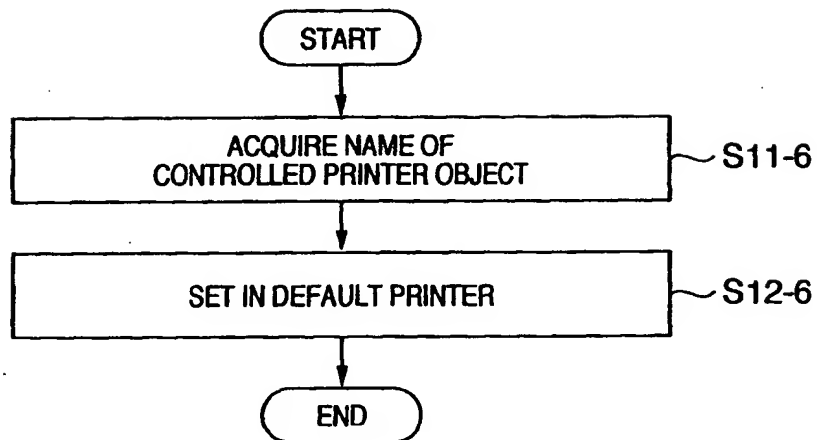 START
ACQUIRE NAME OF
CONTROLLED PRINTER OBJECT
S11-6
SET IN DEFAULT PRINTER
S12-6
END